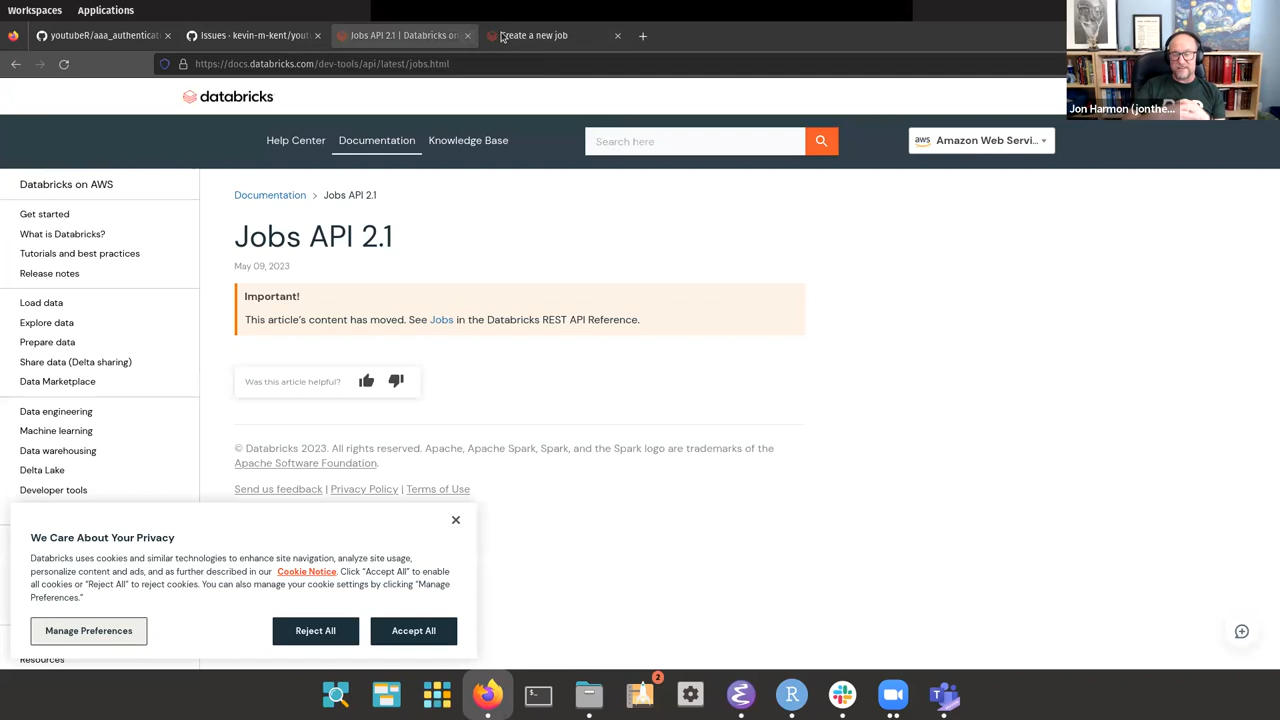 Workspaces
Applications
youtubeR/aaa_authenticati
Issues · kevin-m-kent/yout
Jobs API 2.1 | Databricks on
Create a new job
https://docs.databricks.com/dev-tools/api/latest/jobs.html
Jon Harmon (jonthe...
databricks
Help Center
Documentation
Knowledge Base
Search here
aws
Amazon Web Servi...
Databricks on AWS
Get started
What is Databricks?
Tutorials and best practices
Release notes
Load data
Explore data
Prepare data
Share data (Delta sharing)
Data Marketplace
Data engineering
Machine learning
Data warehousing
Delta Lake
Developer tools
Resources
Documentation > Jobs API 2.1
Jobs API 2.1
May 09, 2023
Important!
This article's content has moved. See Jobs in the Databricks REST API Reference.
Was this article helpful?
© Databricks 2023. All rights reserved. Apache, Apache Spark, Spark, and the Spark logo are trademarks of the
Apache Software Foundation.
Send us feedback | Privacy Policy | Terms of Use
We Care About Your Privacy
Databricks uses cookies and similar technologies to enhance site navigation, analyze site usage,
personalize content and ads, and as further described in our Cookie Notice. Click "Accept All" to enable
all cookies or "Reject All" to reject cookies. You can also manage your cookie settings by clicking "Manage
Preferences."
Manage Preferences
Reject All
Accept All
2
R